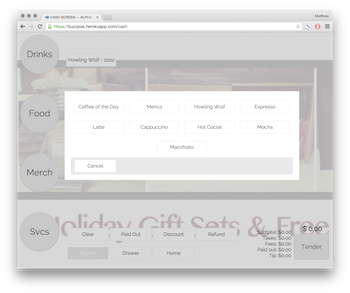 CASH SCREEN - ALPHA
Matthew
https://buzzpos.herokuapp.com/cash
Drinks
Howling Wolf - 1002
Coffee of the Day
Merica
Howling Wolf
Espresso
Latte
Cappuccino
Hot Cocoa
Mocha
Macchiato
Cancel
Food
Merch
Svcs
Holiday Gift Sets & Free
Clear
Paid Out
Discount
Refund
Drawer
Home
Subtotal: $0.00
Taxes: $0.00
Fees: $0.00
Paid out: $0.00
Tip: $0.00
$ 0.00
Tender